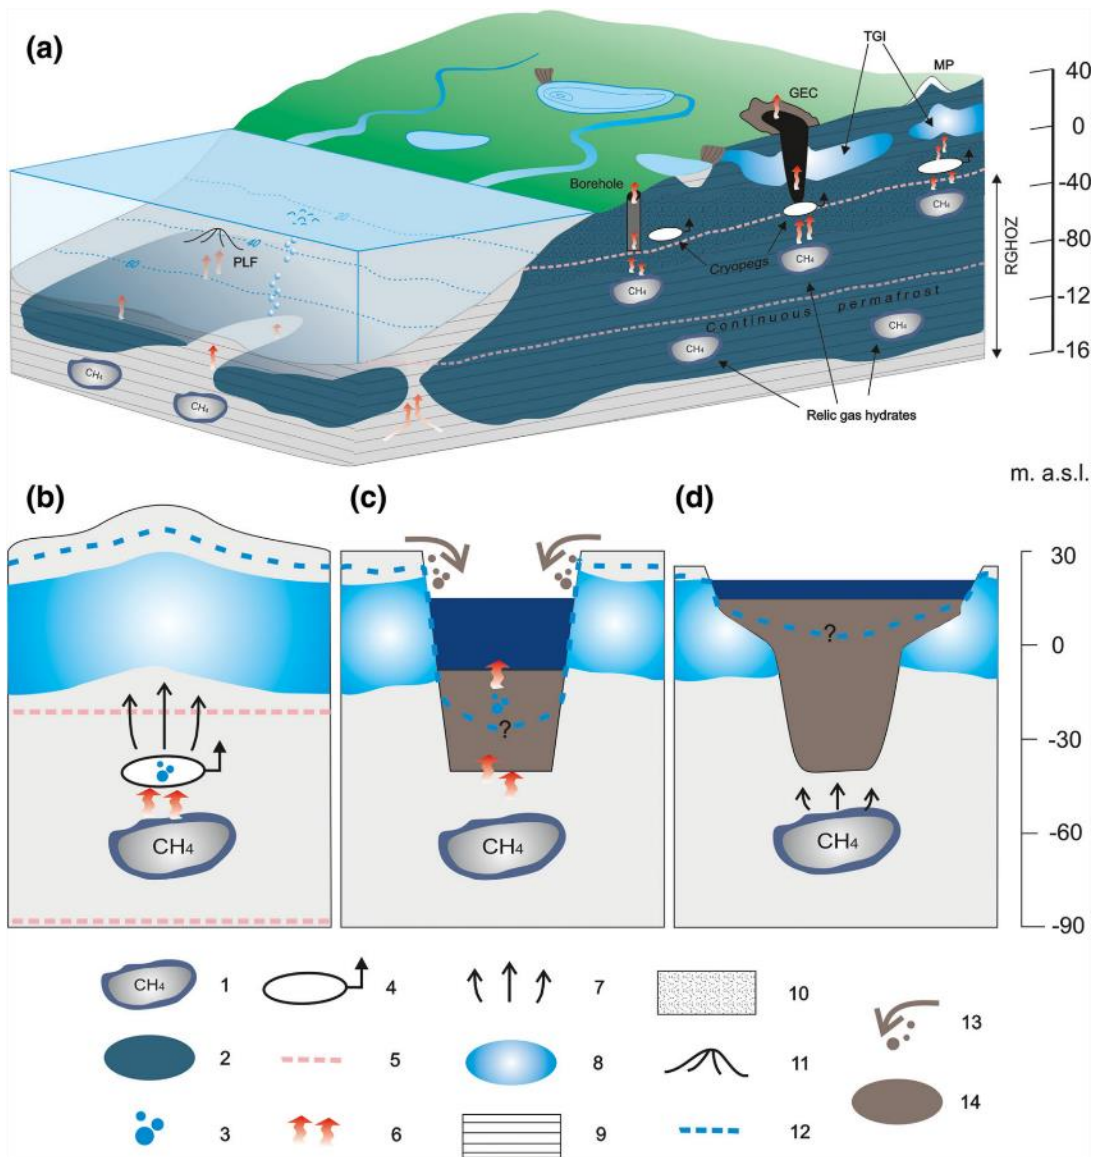 (a)
TGI
MP
GEC
Borehole
PLF
20
40
60
CH4
CH4
CH4
CH4
CH4
CH4
CH4
Cryopegs
Continuous permafrost
Relic gas hydrates
RGHOZ
40
0
-40
-80
-12
-16
m. a.s.l.
(b)
(c)
(d)
CH4
?
CH4
?
CH4
30
0
-30
-60
-90
CH4 1
4
7
10
13
2
5
8
11
14
3
6
9
12